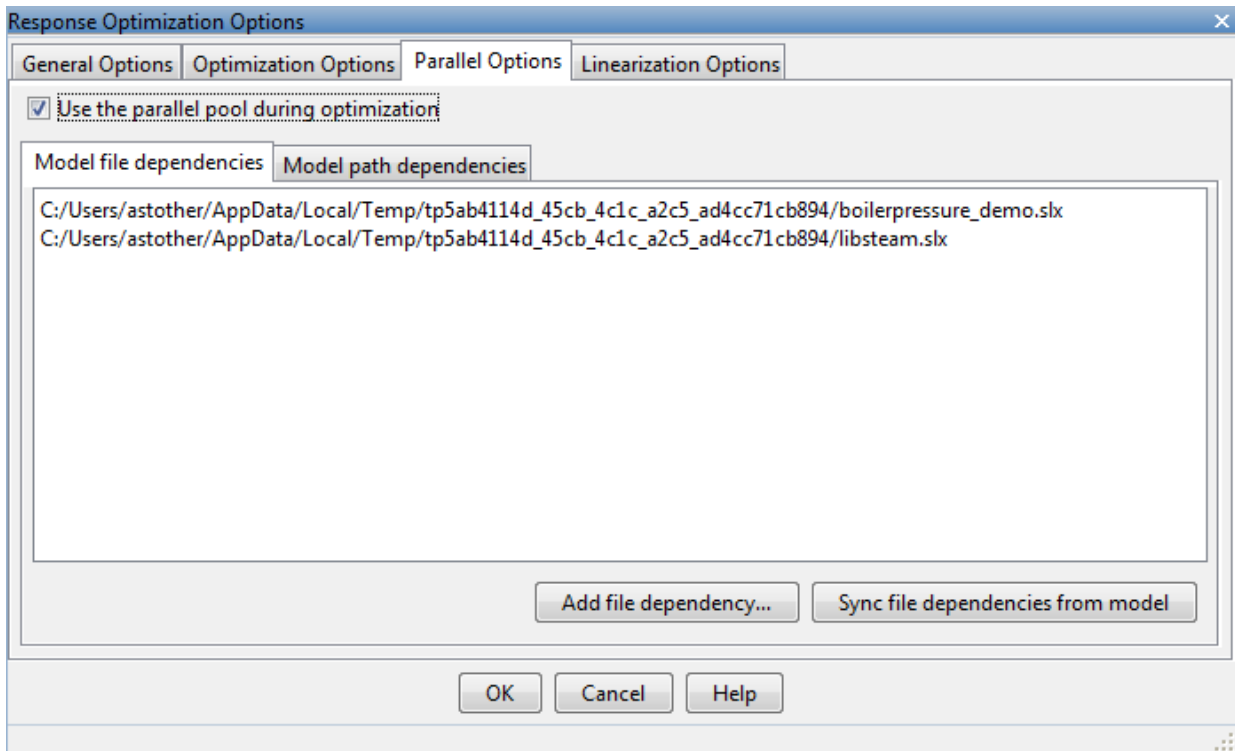 Response Optimization Options
General Options Optimization Options Parallel Options Linearization Options
Use the parallel pool during optimization
Model file dependencies Model path dependencies
C:/Users/astother/AppData/Local/Temp/tp5ab4114d_45cb_4c1c_a2c5_ad4cc71cb894/boilerpressure_demo.slx
C:/Users/astother/AppData/Local/Temp/tp5ab4114d_45cb_4c1c_a2c5_ad4cc71cb894/libsteam.slx
Add file dependency... Sync file dependencies from model
OK Cancel Help